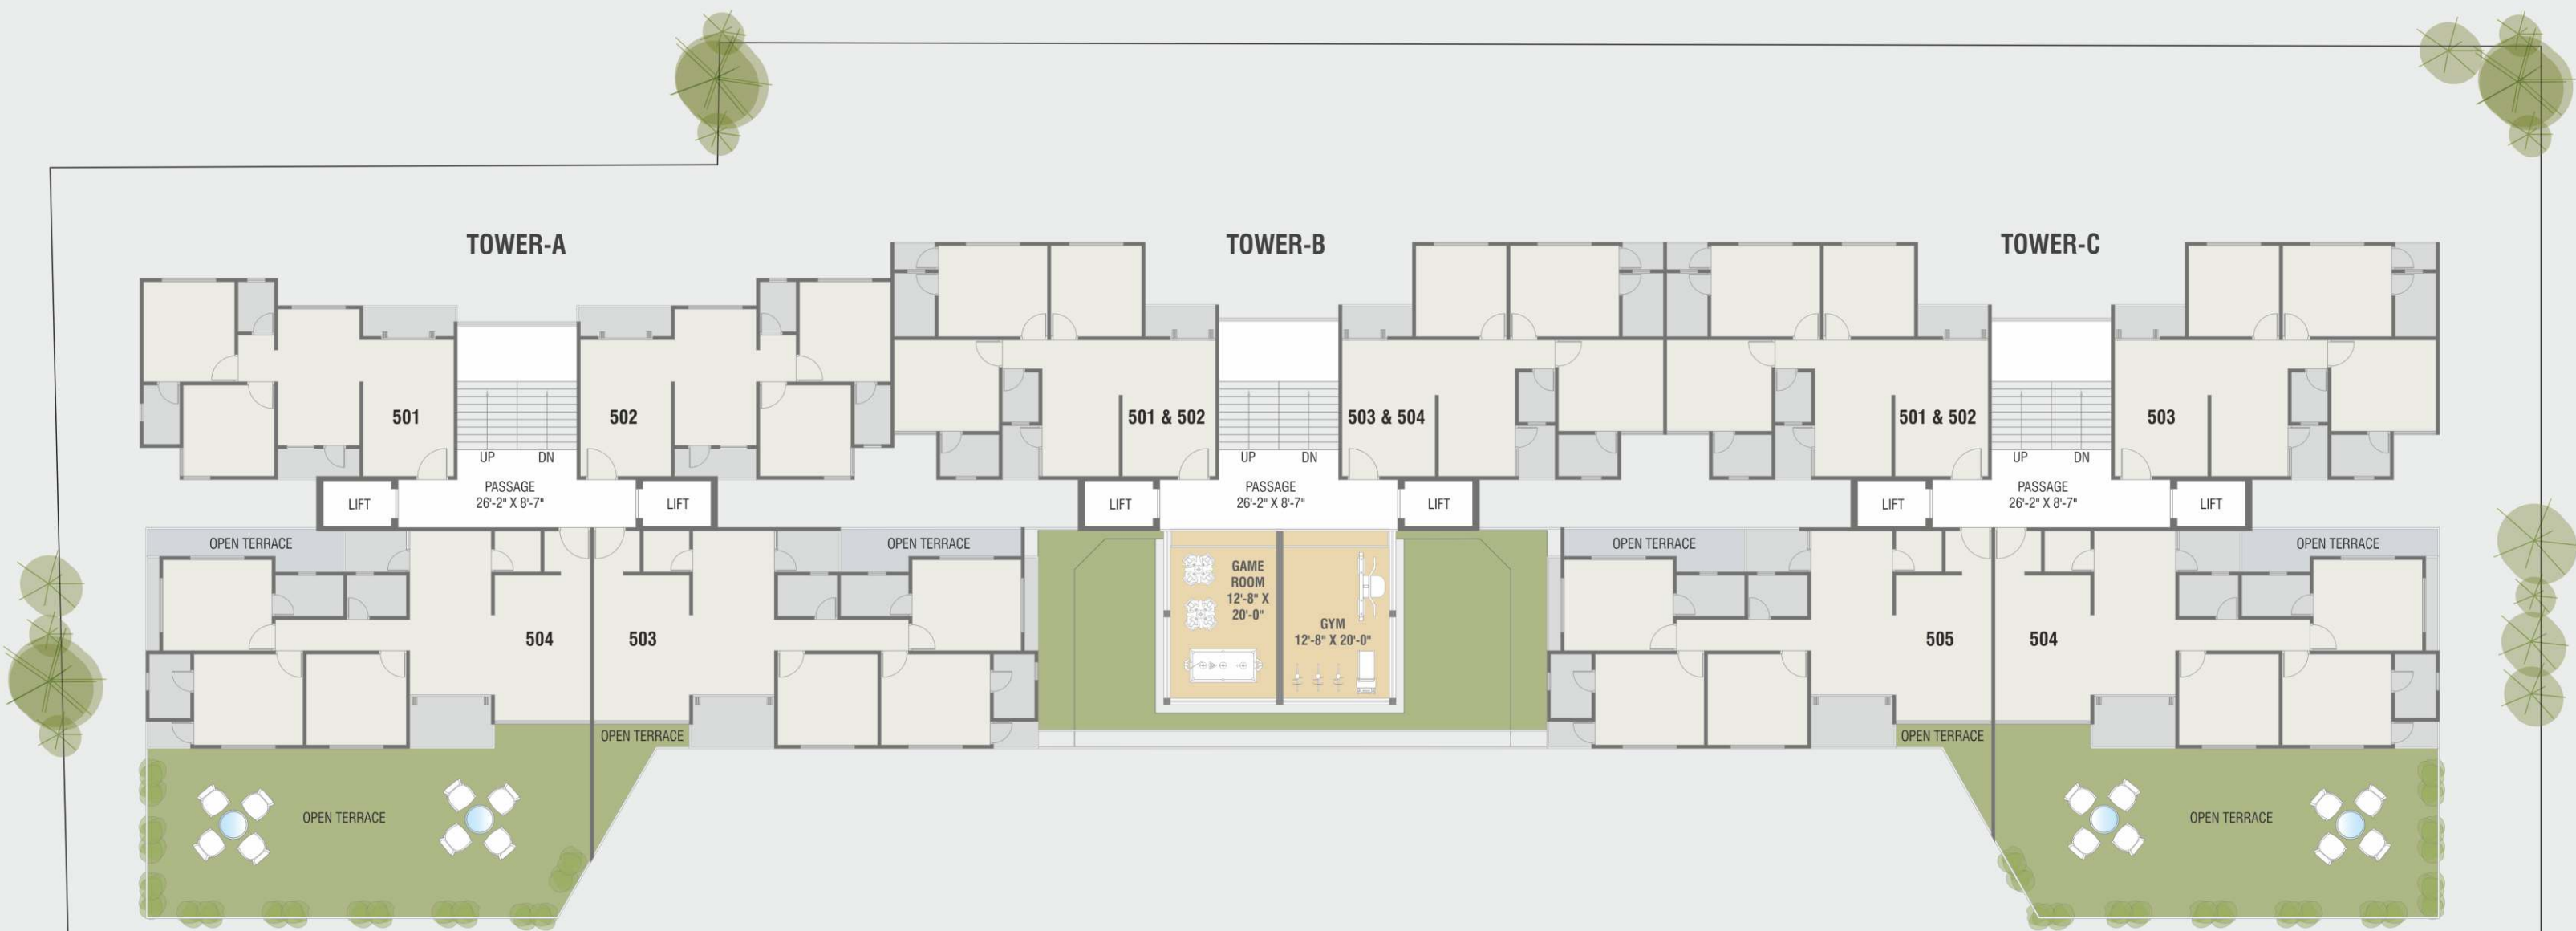 TOWER-A
TOWER-B
TOWER-C
501
502
501 & 502
503 & 504
501 & 502
503
UP
DN
UP
DN
UP
DN
PASSAGE
26'-2" X 8'-7"
PASSAGE
26'-2" X 8'-7"
PASSAGE
26'-2" X 8'-7"
LIFT
LIFT
LIFT
LIFT
LIFT
LIFT
OPEN TERRACE
OPEN TERRACE
OPEN TERRACE
OPEN TERRACE
GAME
ROOM
12'-8" X
20'-0"
GYM
12'-8" X 20'-0"
504
503
505
504
OPEN TERRACE
OPEN TERRACE
OPEN TERRACE
OPEN TERRACE